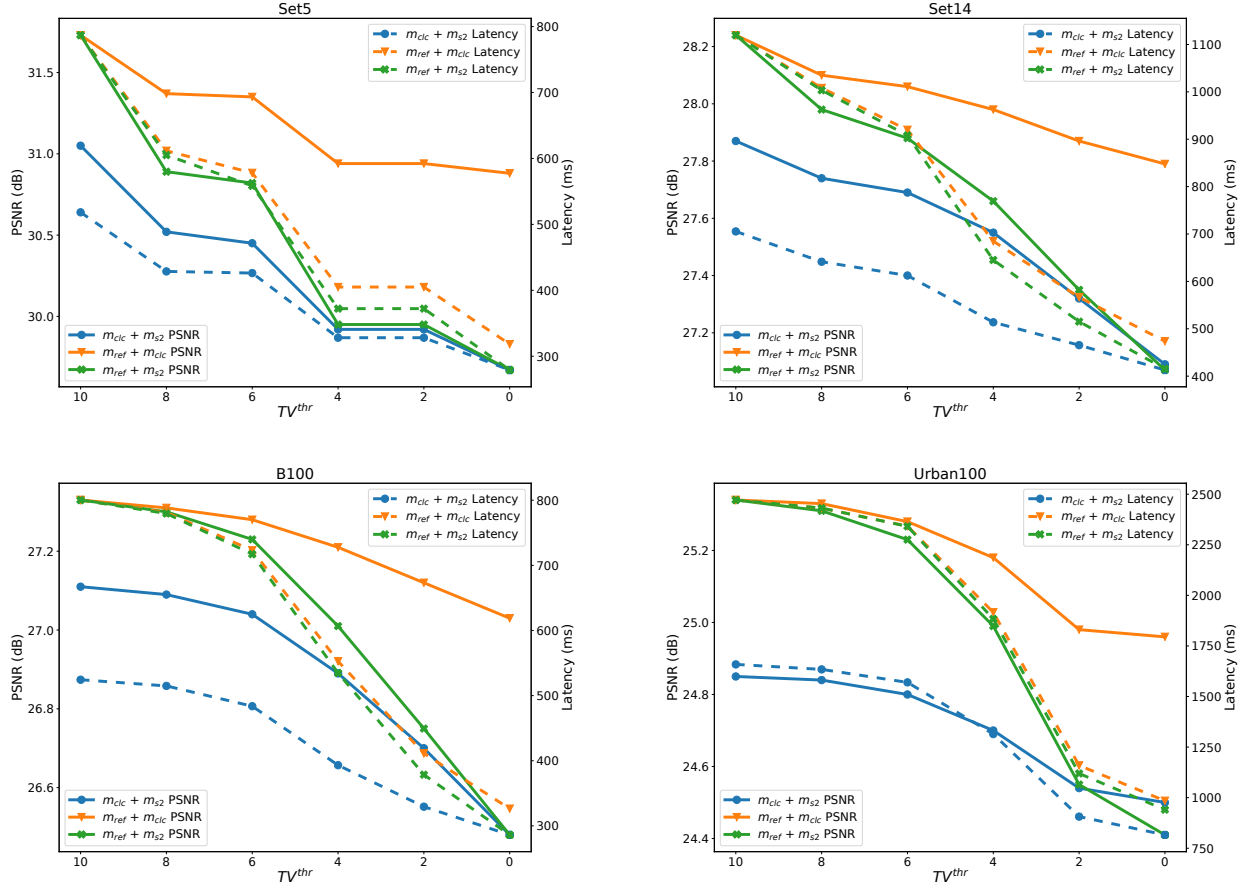 Set5
31.5
31.0
30.5
30.0
PSNR (dB)
800
700
600
500
400
300
Latency (ms)
m_clc + m_s2 Latency
m_ref + m_clc Latency
m_ref + m_s2 Latency
m_clc + m_s2 PSNR
m_ref + m_clc PSNR
m_ref + m_s2 PSNR
10 8 6 4 2 0
TV^thr
Set14
28.2
28.0
27.8
27.6
27.4
27.2
PSNR (dB)
1100
1000
900
800
700
600
500
400
Latency (ms)
m_clc + m_s2 Latency
m_ref + m_clc Latency
m_ref + m_s2 Latency
m_clc + m_s2 PSNR
m_ref + m_clc PSNR
m_ref + m_s2 PSNR
10 8 6 4 2 0
TV^thr
B100
27.2
27.0
26.8
26.6
PSNR (dB)
800
700
600
500
400
300
Latency (ms)
m_clc + m_s2 Latency
m_ref + m_clc Latency
m_ref + m_s2 Latency
m_clc + m_s2 PSNR
m_ref + m_clc PSNR
m_ref + m_s2 PSNR
10 8 6 4 2 0
TV^thr
Urban100
25.2
25.0
24.8
24.6
24.4
PSNR (dB)
2500
2250
2000
1750
1500
1250
1000
750
Latency (ms)
m_clc + m_s2 Latency
m_ref + m_clc Latency
m_ref + m_s2 Latency
m_clc + m_s2 PSNR
m_ref + m_clc PSNR
m_ref + m_s2 PSNR
10 8 6 4 2 0
TV^thr